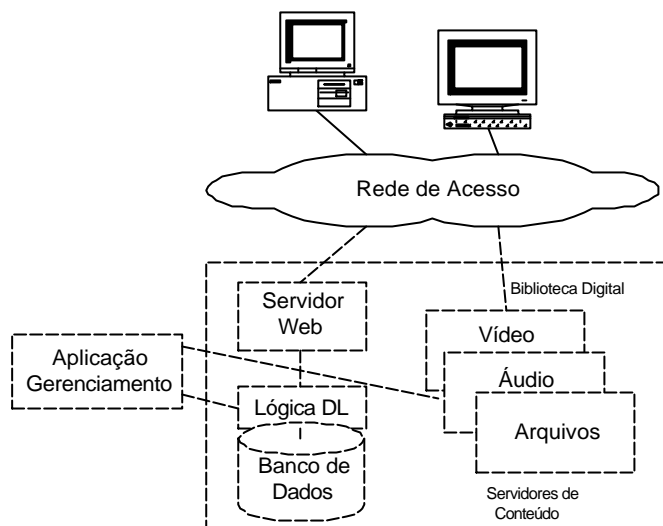 Rede de Acesso
Biblioteca Digital
Servidor
Web
Vídeo
Aplicação
Gerenciamento
Áudio
Lógica DL
Arquivos
Banco de
Dados
Servidores de
Conteúdo